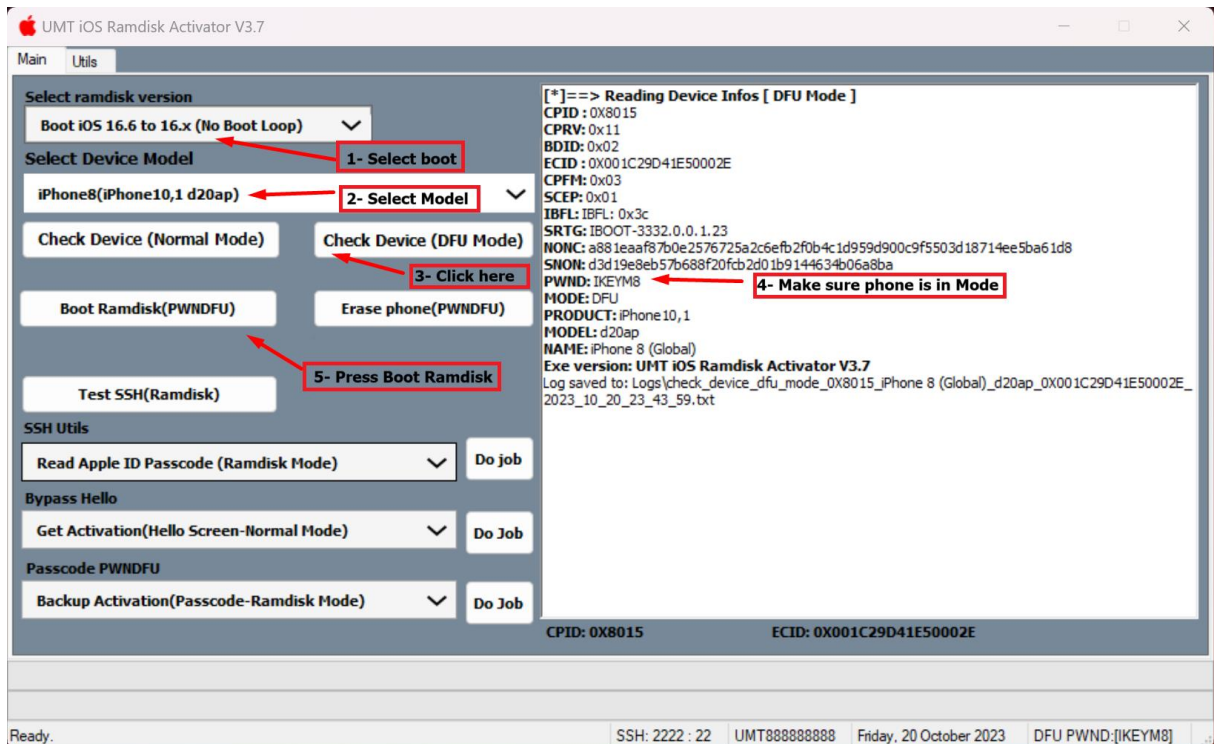 UMT iOS Ramdisk Activator V3.7
Main Utils
Select ramdisk version
Boot iOS 16.6 to 16.x (No Boot Loop)
1- Select boot
Select Device Model
iPhone8(iPhone10,1 d20ap)
2- Select Model
Check Device (Normal Mode)
Check Device (DFU Mode)
3- Click here
Boot Ramdisk(PWNDFU)
Erase phone(PWNDFU)
5- Press Boot Ramdisk
Test SSH(Ramdisk)
SSH Utils
Read Apple ID Passcode (Ramdisk Mode)
Do job
Bypass Hello
Get Activation(Hello Screen-Normal Mode)
Do Job
Passcode PWNDFU
Backup Activation(Passcode-Ramdisk Mode)
Do Job
[*]==> Reading Device Infos [ DFU Mode ]
CPID : 0X8015
CPRV: 0x11
BDID: 0x02
ECID : 0X001C29D41E50002E
CPFM: 0x03
SCEP: 0x01
IBFL: IBFL: 0x3c
SRTG: IBOOT-3332.0.0.1.23
NONC: a881eaaf87b0e2576725a2c6efb2f0b4c1d959d900c9f5503d18714ee5ba61d8
SNON: d3d19e8eb57b688f20fcb2d01b9144634b06a8ba
PWND: IKEYM8
4- Make sure phone is in Mode
MODE: DFU
PRODUCT: iPhone10,1
MODEL: d20ap
NAME: iPhone 8 (Global)
Exe version: UMT iOS Ramdisk Activator V3.7
Log saved to: Logs\check_device_dfu_mode_0X8015_iPhone 8 (Global)_d20ap_0X001C29D41E50002E_
2023_10_20_23_43_59.txt
CPID: 0X8015 ECID: 0X001C29D41E50002E
Ready. SSH: 2222 : 22 UMT888888888 Friday, 20 October 2023 DFU PWND:[IKEYM8]